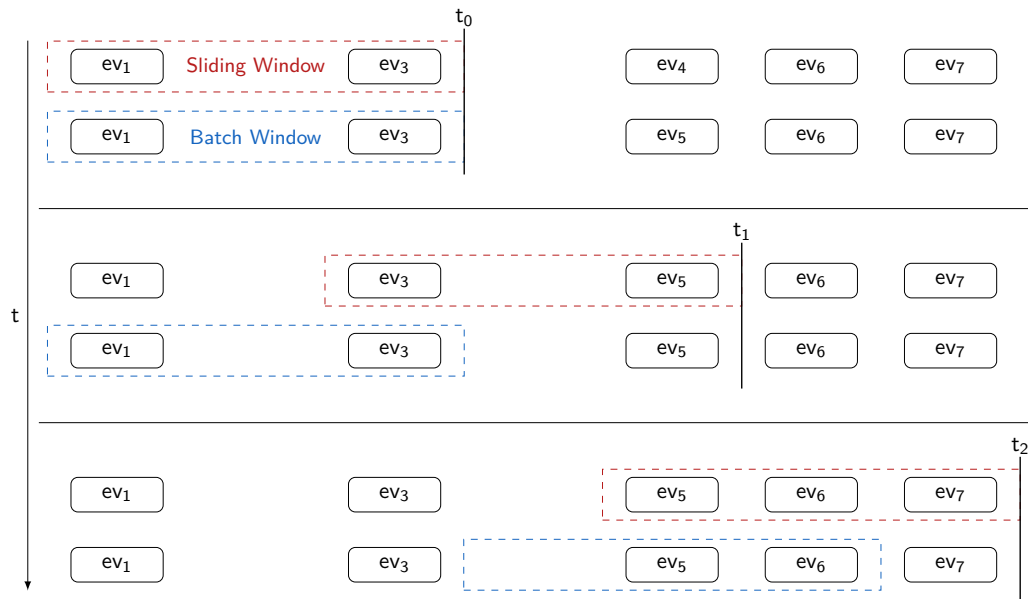 t₀
ev₁ Sliding Window ev₃ ev₄ ev₆ ev₇
ev₁ Batch Window ev₃ ev₅ ev₆ ev₇
t₁
ev₁ ev₃ ev₅ ev₆ ev₇
t
ev₁ ev₃ ev₅ ev₆ ev₇
t₂
ev₁ ev₃ ev₅ ev₆ ev₇
ev₁ ev₃ ev₅ ev₆ ev₇